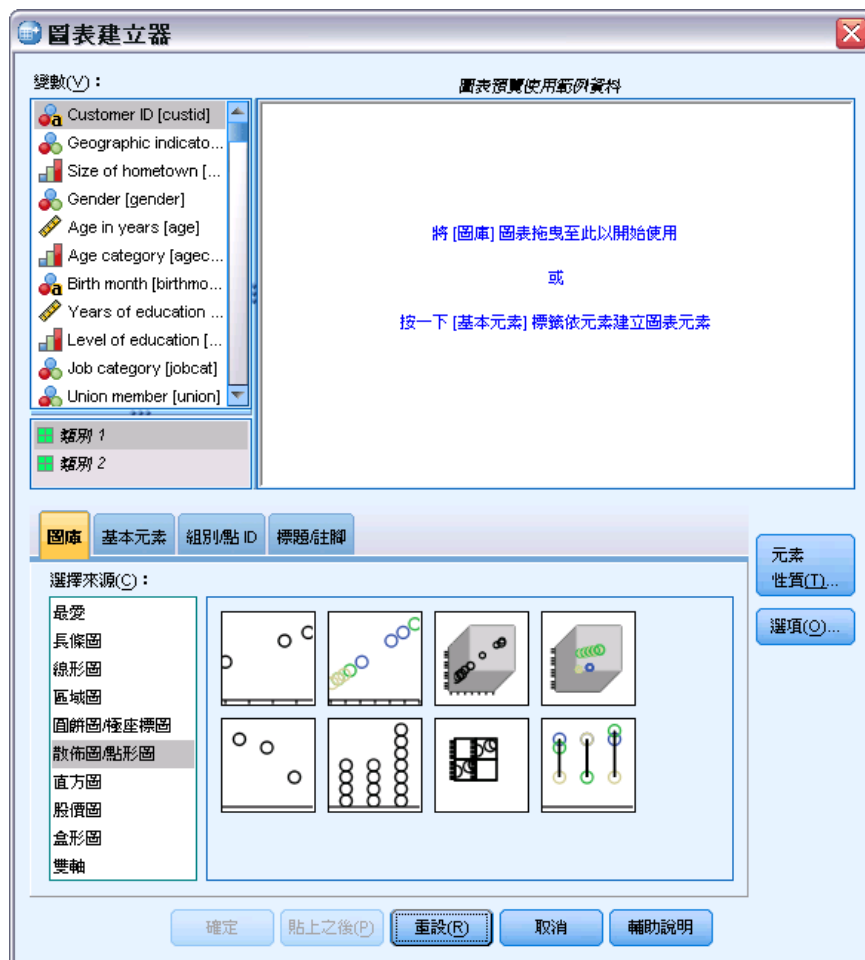 圖表建立器
變數(V)：
圖表預覽使用範例資料
Customer ID [custid]
Geographic indicato...
Size of hometown [...
Gender [gender]
Age in years [age]
Age category [agec...
Birth month [birthmo...
Years of education ...
Level of education [...
Job category [jobcat]
Union member [union]
將 [圖庫] 圖表拖曳至此以開始使用
或
按一下 [基本元素] 標籤依元素建立圖表元素
類別 1
類別 2
圖庫 基本元素 組別/點 ID 標題/註腳
選擇來源(C)：
最愛
長條圖
線形圖
區域圖
圓餅圖/極座標圖
散佈圖/點形圖
直方圖
股價圖
盒形圖
雙軸
元素
性質(T)...
選項(O)...
確定 貼上之後(P) 重設(R) 取消 輔助說明